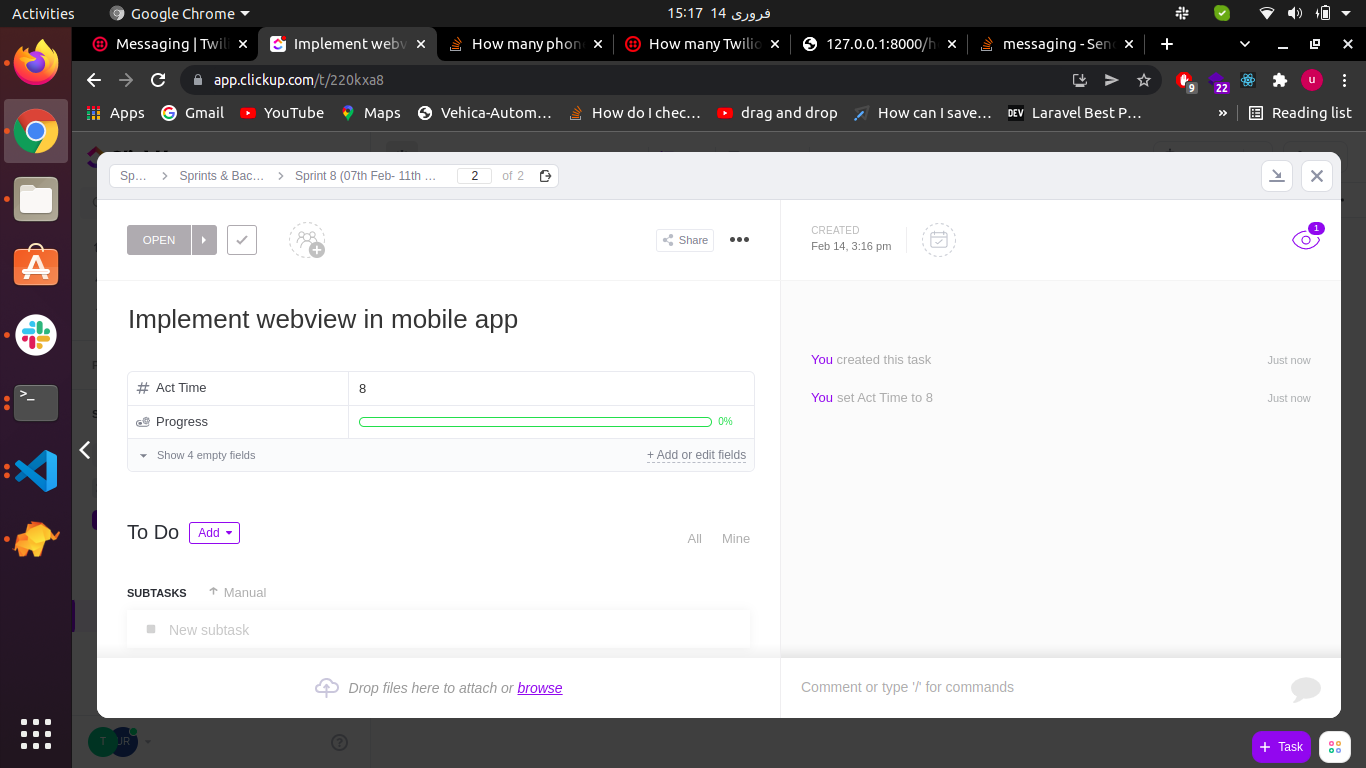 Activities
Google Chrome
15:17 14 فروری
Messaging | Twili
Implement webv
How many phon
How many Twilio
127.0.0.1:8000/h
messaging - Sen
app.clickup.com/t/220kxa8
9
22
u
Apps
Gmail
YouTube
Maps
Vehica-Autom…
How do I chec…
drag and drop
How can I save…
DEV
Laravel Best P…
»
Reading list
Sp…
Sprints & Bac…
Sprint 8 (07th Feb- 11th …
2
of 2
OPEN
Share
CREATED
Feb 14, 3:16 pm
1
Implement webview in mobile app
Act Time
8
Progress
0%
Show 4 empty fields
+ Add or edit fields
You created this task
Just now
You set Act Time to 8
Just now
To Do
Add
All
Mine
SUBTASKS
Manual
New subtask
Drop files here to attach or browse
Comment or type '/' for commands
T
UR
+ Task